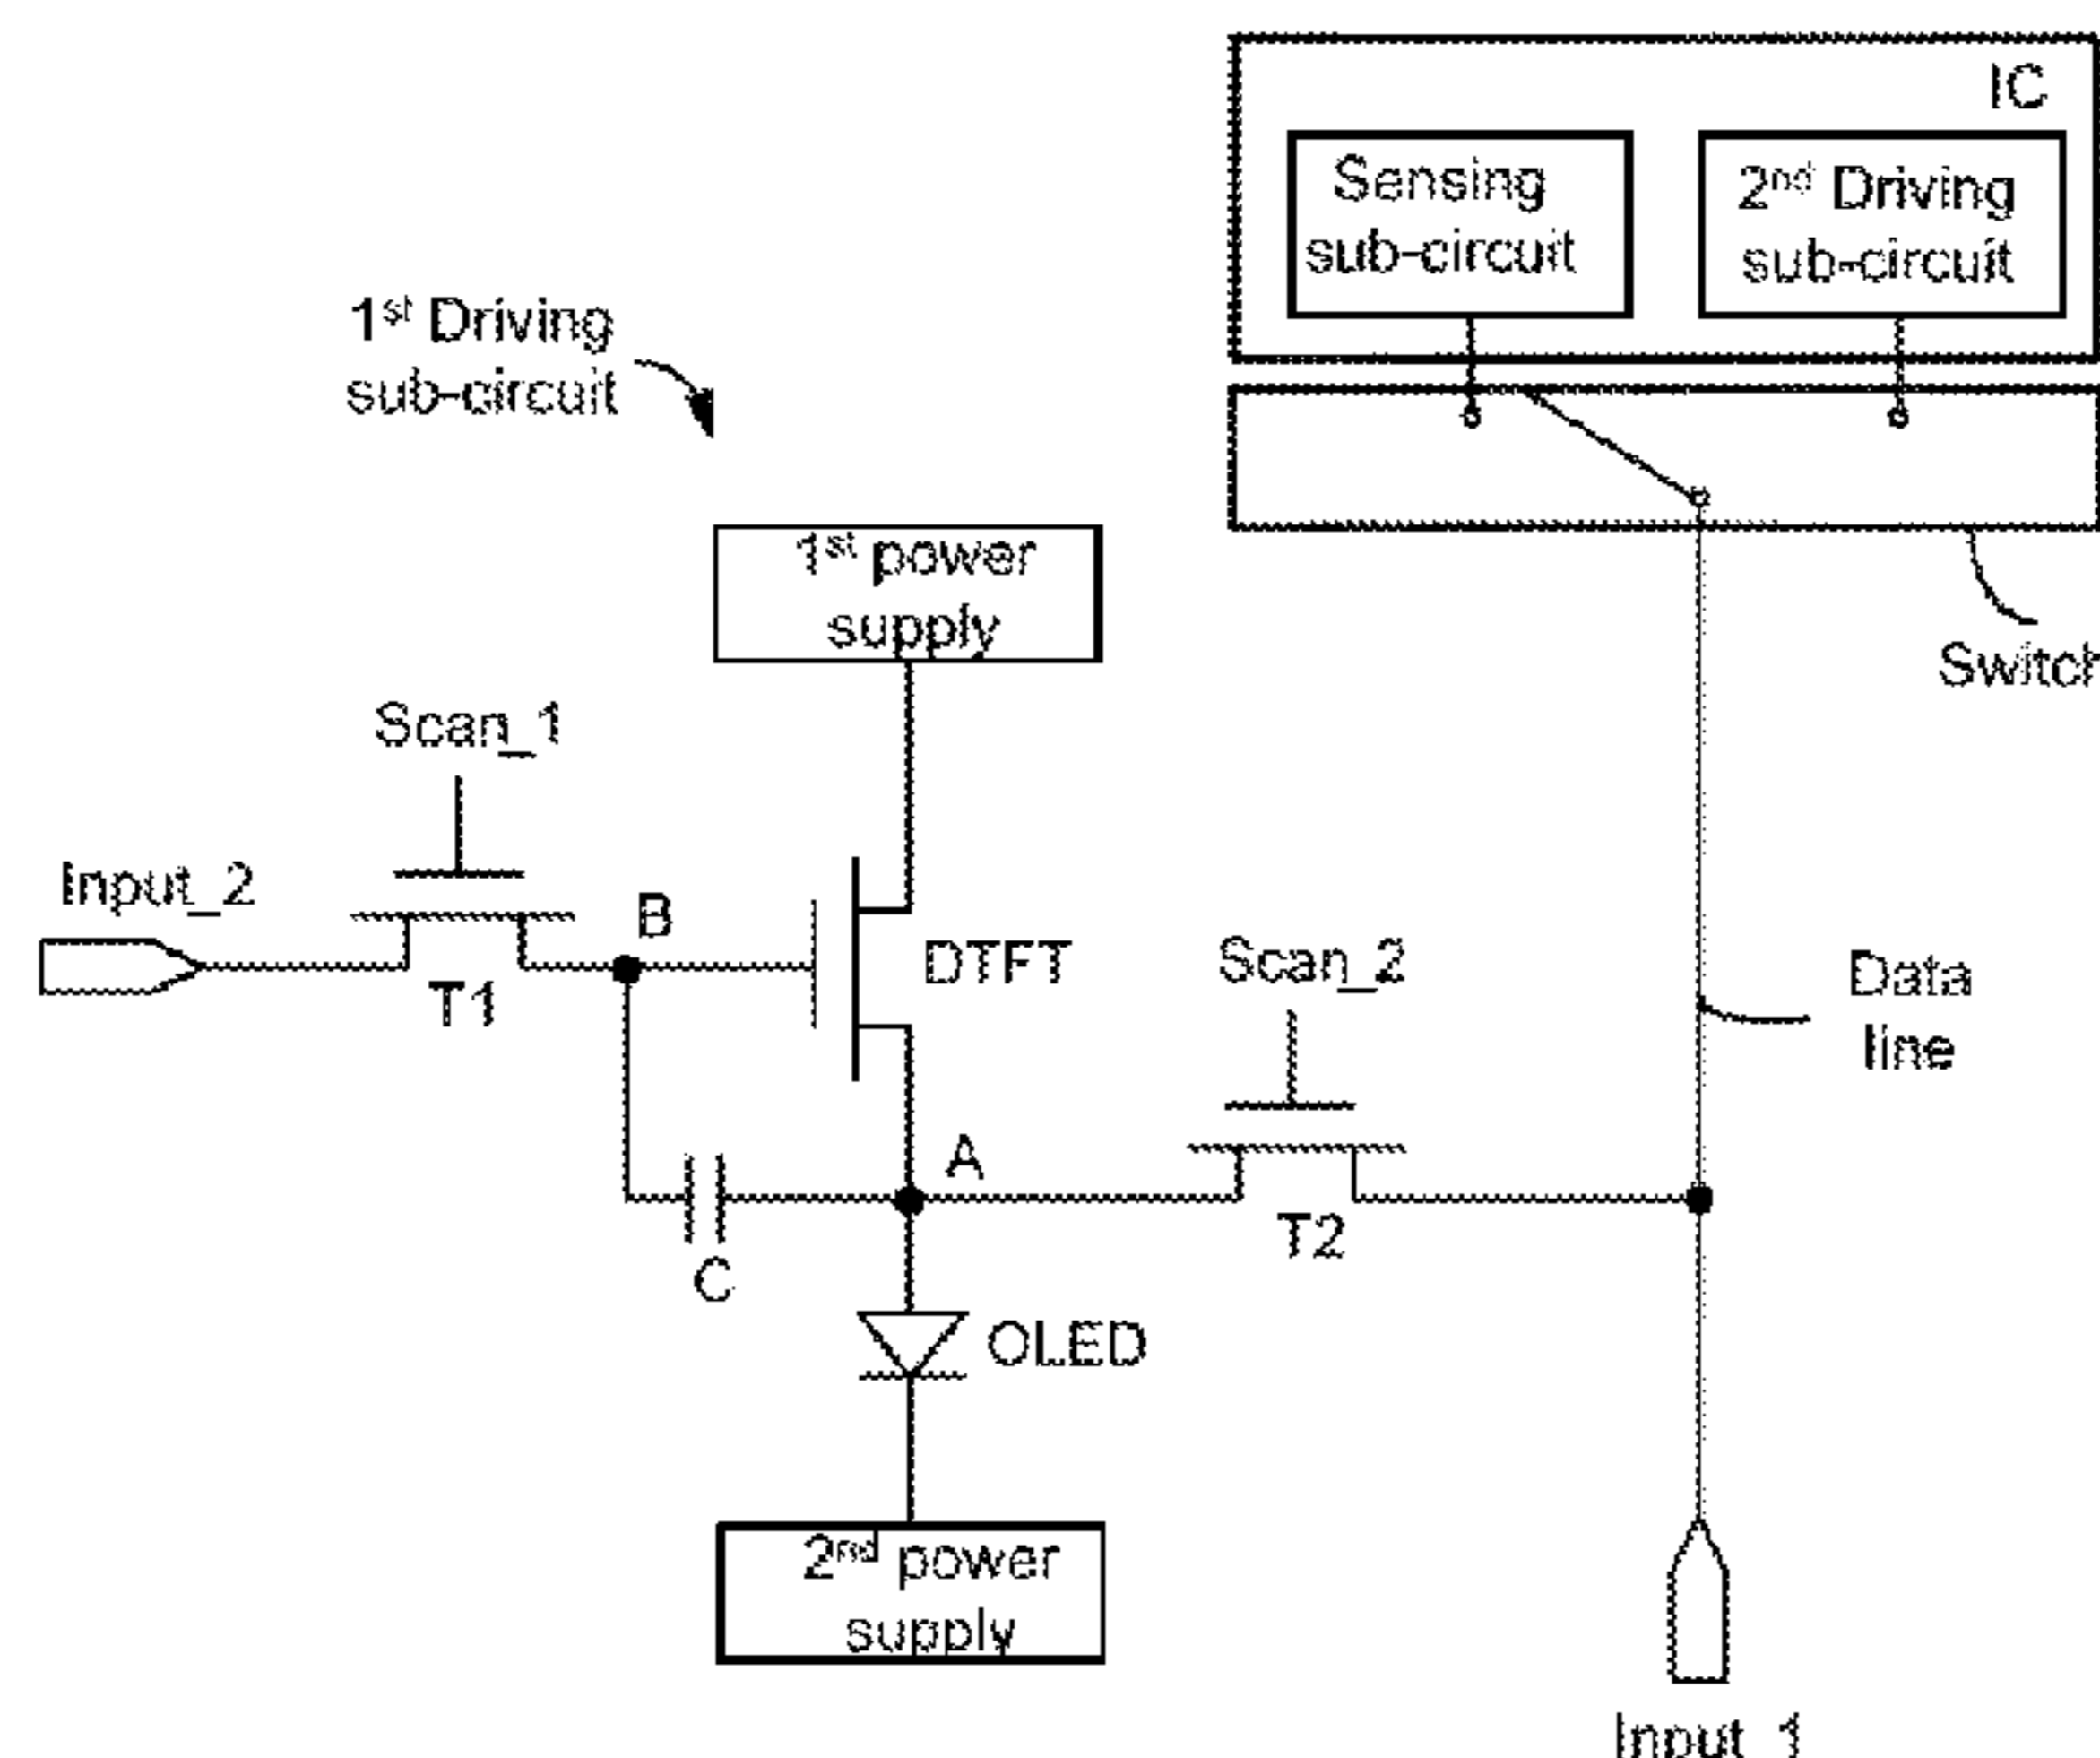 IC
Sensing
sub-circuit
2nd Driving
sub-circuit
1st Driving
sub-circuit
1st power
supply
Switch
Scan_1
Input_2
B
T1
DTFT
Scan_2
Data
line
A
T2
C
OLED
2nd power
supply
Input_1